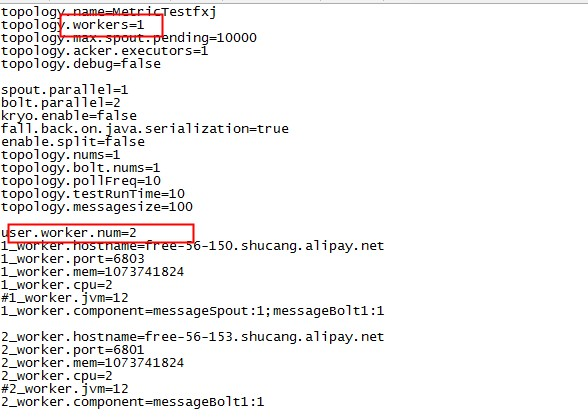 topology.name=MetricTestfxj
topology.workers=1
topology.max.spout.pending=10000
topology.acker.executors=1
topology.debug=false
spout.parallel=1
bolt.parallel=2
kryo.enable=false
fall.back.on.java.serialization=true
enable.split=false
topology.nums=1
topology.bolt.nums=1
topology.pollFreq=10
topology.testRunTime=10
topology.messagesize=100
user.worker.num=2
1_worker.hostname=free-56-150.shucang.alipay.net
1_worker.port=6803
1_worker.mem=1073741824
1_worker.cpu=2
#1_worker.jvm=12
1_worker.component=messageSpout:1;messageBolt1:1
2_worker.hostname=free-56-153.shucang.alipay.net
2_worker.port=6801
2_worker.mem=1073741824
2_worker.cpu=2
#2_worker.jvm=12
2_worker.component=messageBolt1:1